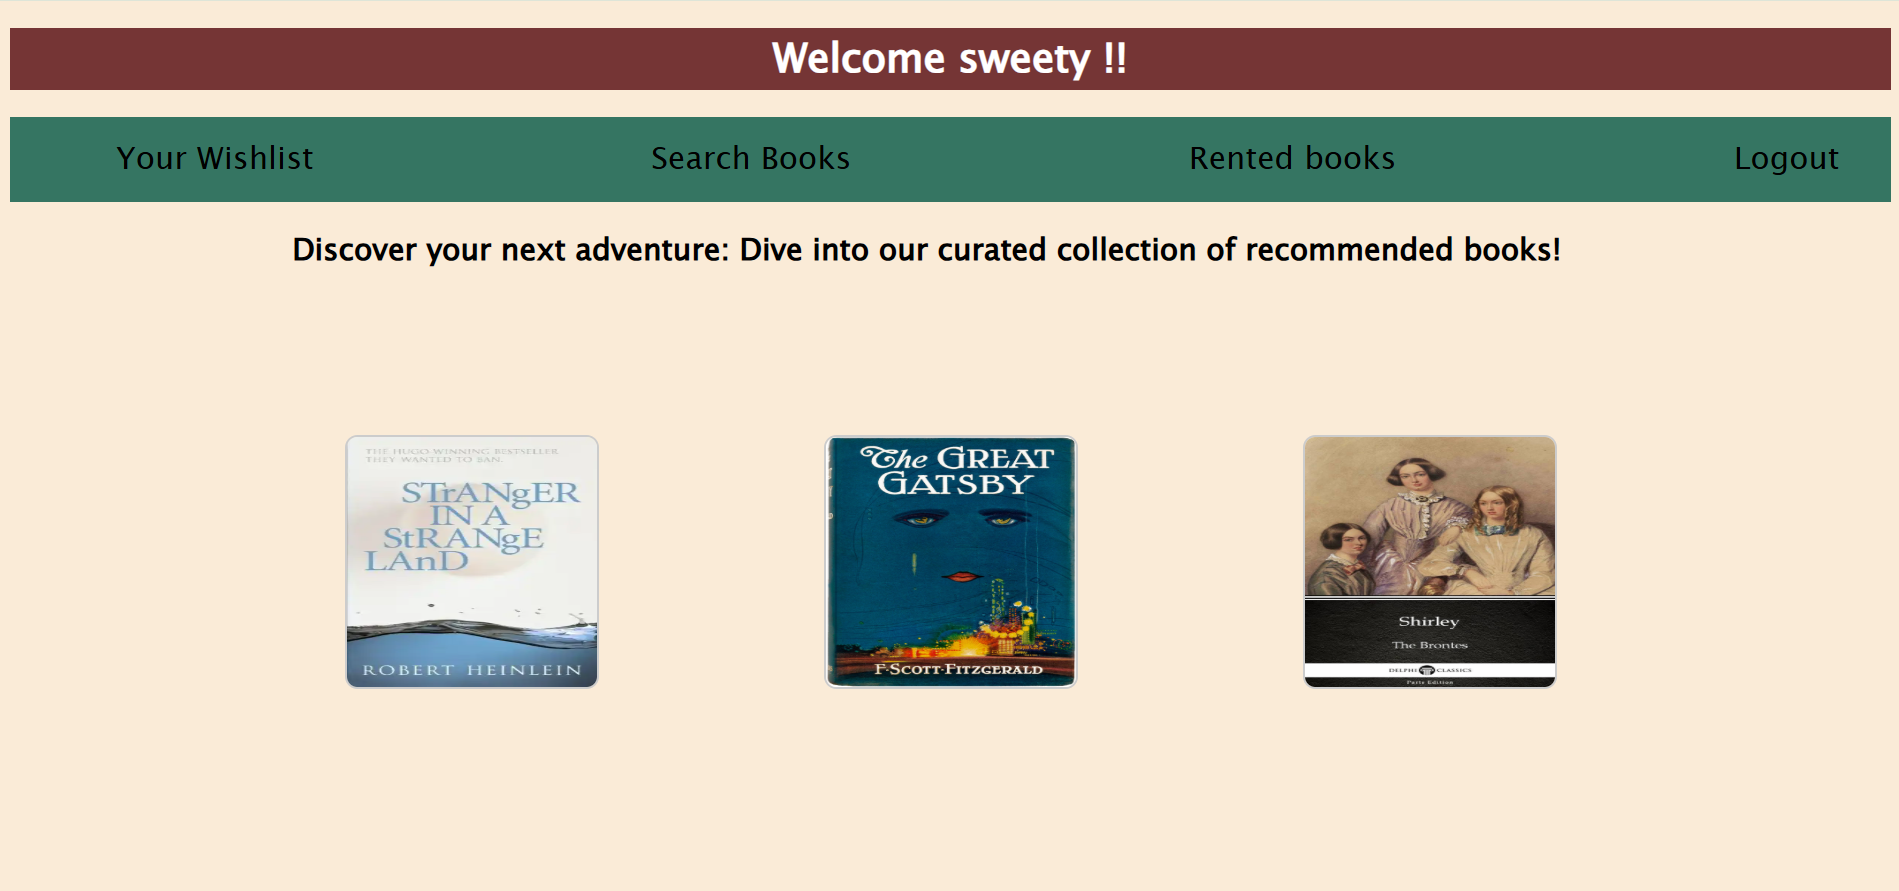 Welcome sweety !!
Your Wishlist
Search Books
Rented books
Logout
Discover your next adventure: Dive into our curated collection of recommended books!
THE HUGO WINNING BESTSELLER
THEY WANTED TO BAN.
STrANgER
IN A
StRANgE
LAnD
ROBERT HEINLEIN
The GREAT
GATSBY
F·SCOTT·FITZGERALD
Shirley
The Brontes
DELPHI CLASSICS
Parts Edition